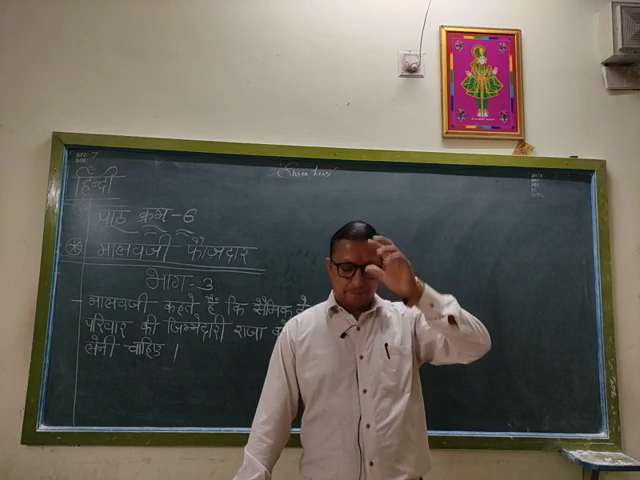 हिन्दी
पाठ क्रम-6
मालवजी फौजदार
भाग-3
- मालवजी कहते हैं कि सैनिक के
परिवार की जिम्मेदारी राजा
लेनी चाहिए ।